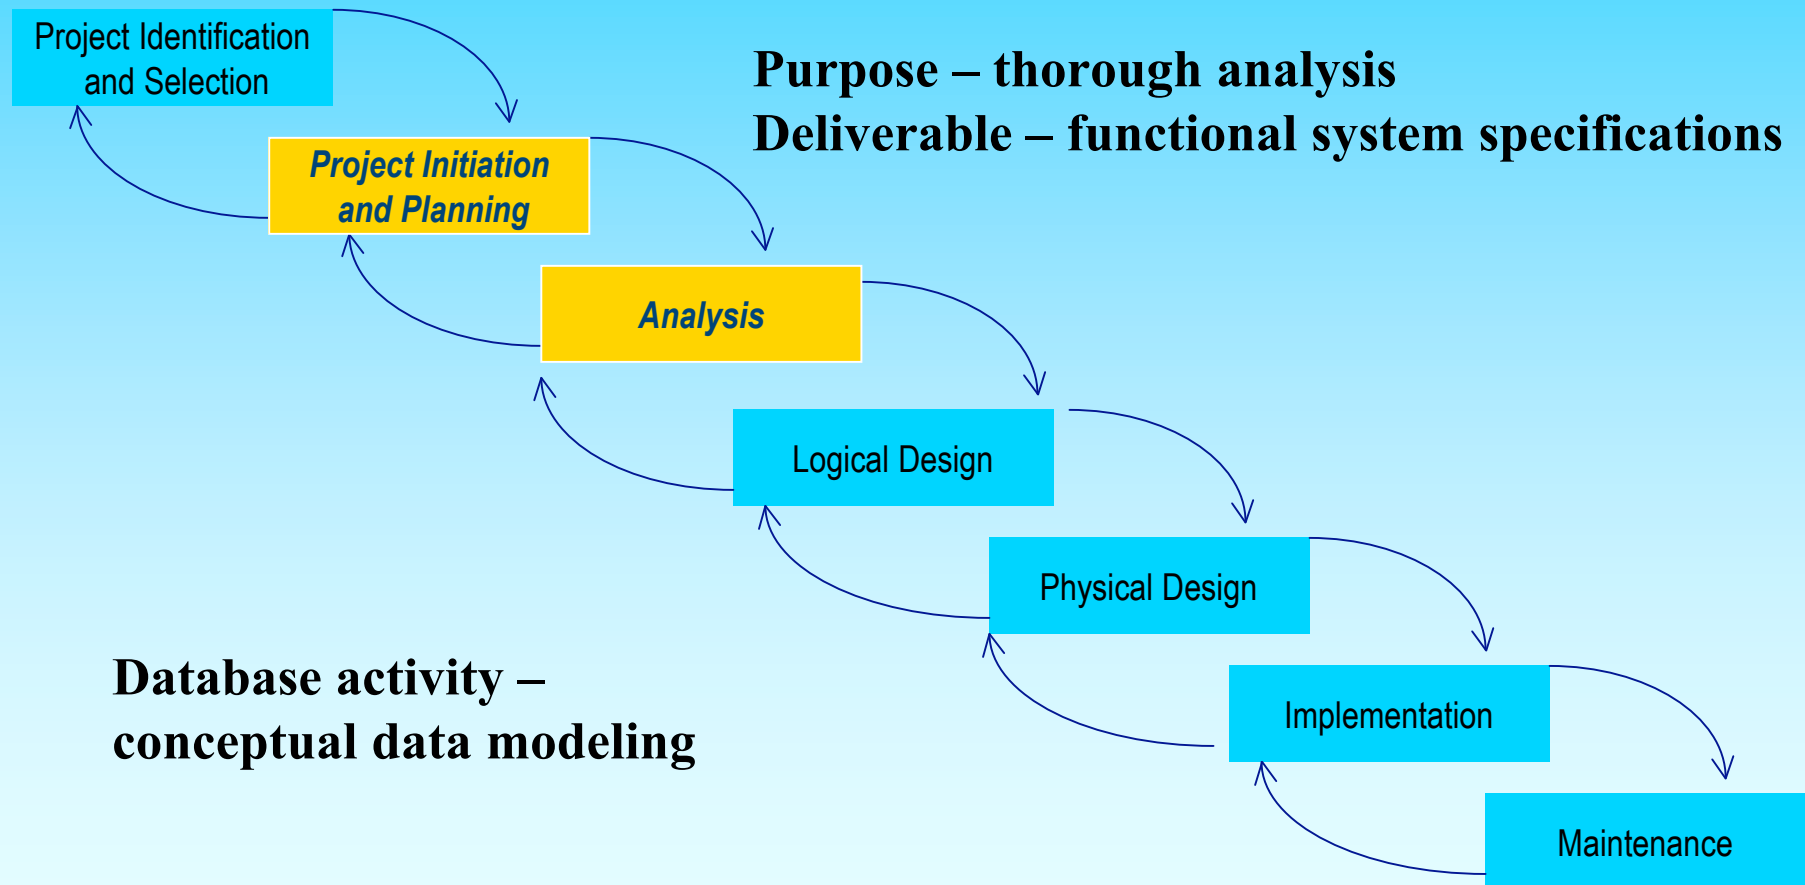 Project Identification
and Selection
Purpose – thorough analysis
Deliverable – functional system specifications
Project Initiation
and Planning
Analysis
Logical Design
Physical Design
Database activity –
conceptual data modeling
Implementation
Maintenance